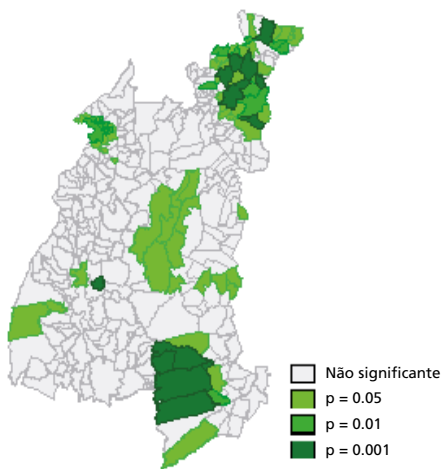 Não significante
p = 0.05
p = 0.01
p = 0.001